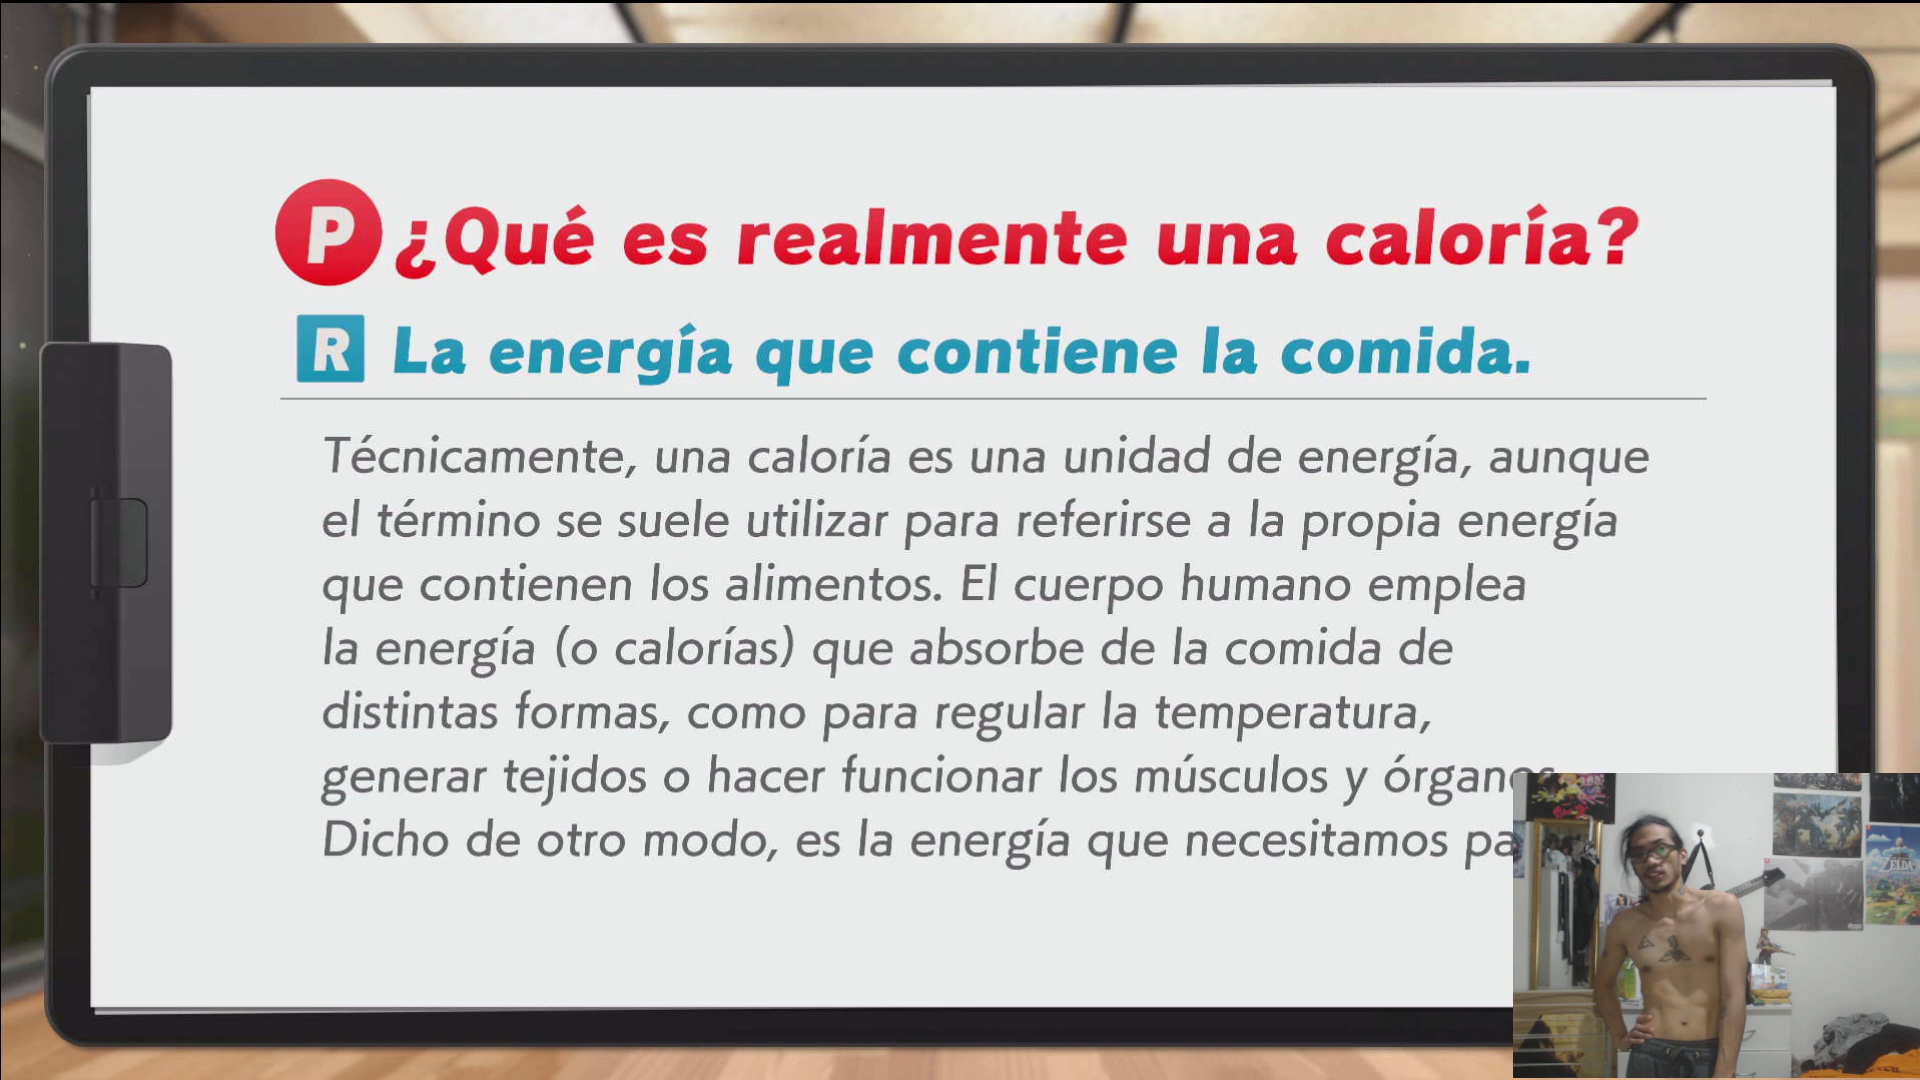 P ¿Qué es realmente una caloría?
R La energía que contiene la comida.
Técnicamente, una caloría es una unidad de energía, aunque
el término se suele utilizar para referirse a la propia energía
que contienen los alimentos. El cuerpo humano emplea
la energía (o calorías) que absorbe de la comida de
distintas formas, como para regular la temperatura,
generar tejidos o hacer funcionar los músculos y
Dicho de otro modo, es la energía que necesitamos
ZELDA